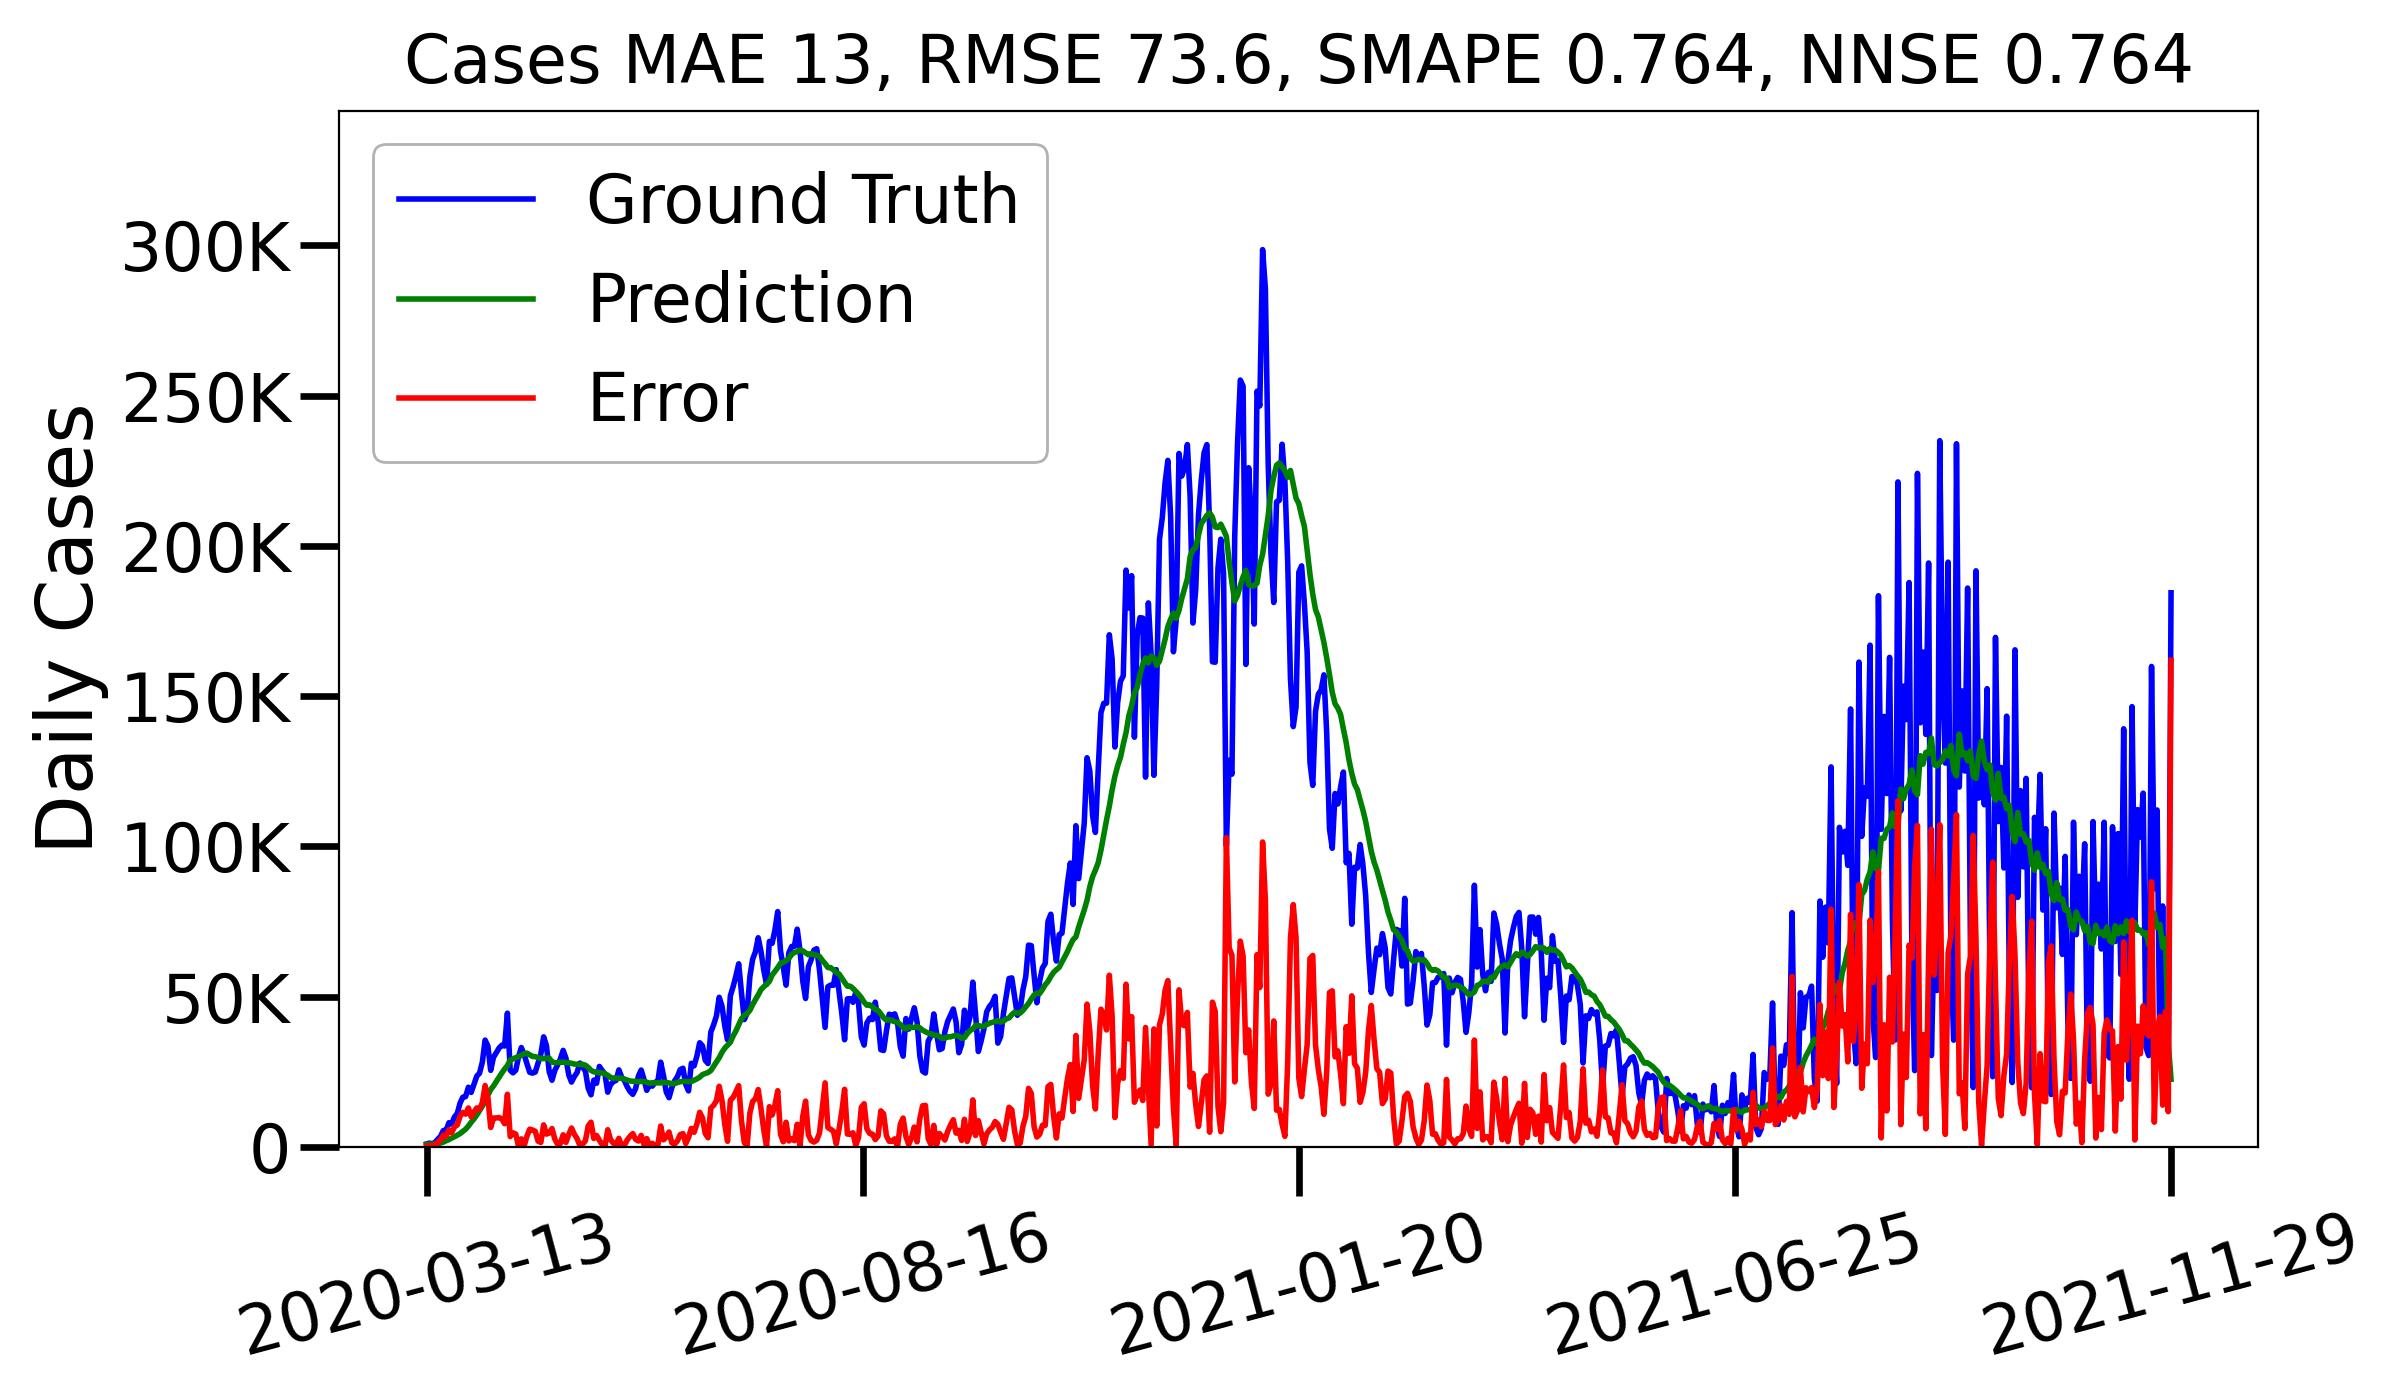 Cases MAE 13, RMSE 73.6, SMAPE 0.764, NNSE 0.764
Ground Truth
Prediction
Error
Daily Cases
300K
250K
200K
150K
100K
50K
0
2020-03-13
2020-08-16
2021-01-20
2021-06-25
2021-11-29